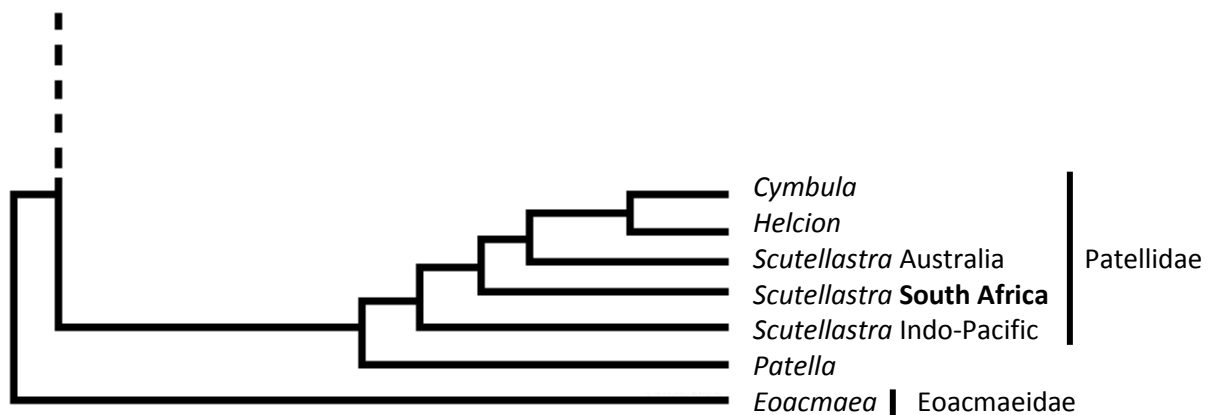 Cymbula
Helcion
Scutellastra Australia
Patellidae
Scutellastra South Africa
Scutellastra Indo-Pacific
Patella
Eoacmaea Eoacmaeidae